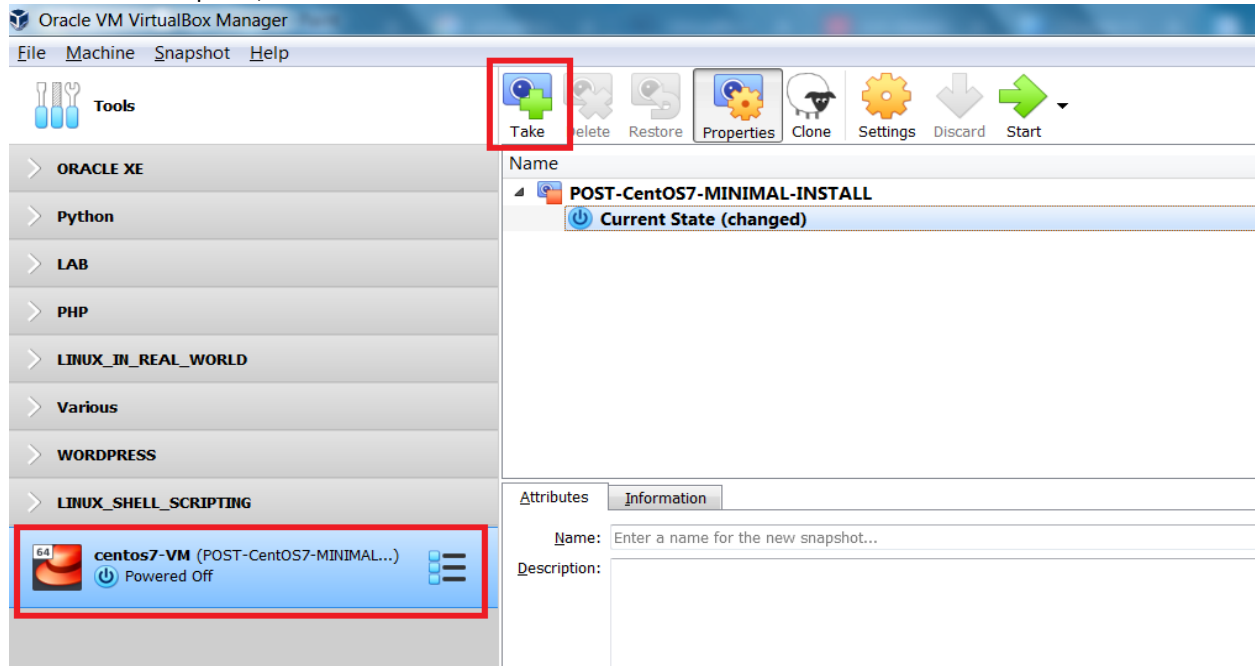 Oracle VM VirtualBox Manager
File Machine Snapshot Help
Tools
Take Delete Restore Properties Clone Settings Discard Start
Name
ORACLE XE
POST-CentOS7-MINIMAL-INSTALL
Python
Current State (changed)
LAB
PHP
LINUX_IN_REAL_WORLD
Various
WORDPRESS
LINUX_SHELL_SCRIPTING
Attributes Information
Name: Enter a name for the new snapshot...
64
centos7-VM (POST-CentOS7-MINIMAL...)
Powered Off
Description: